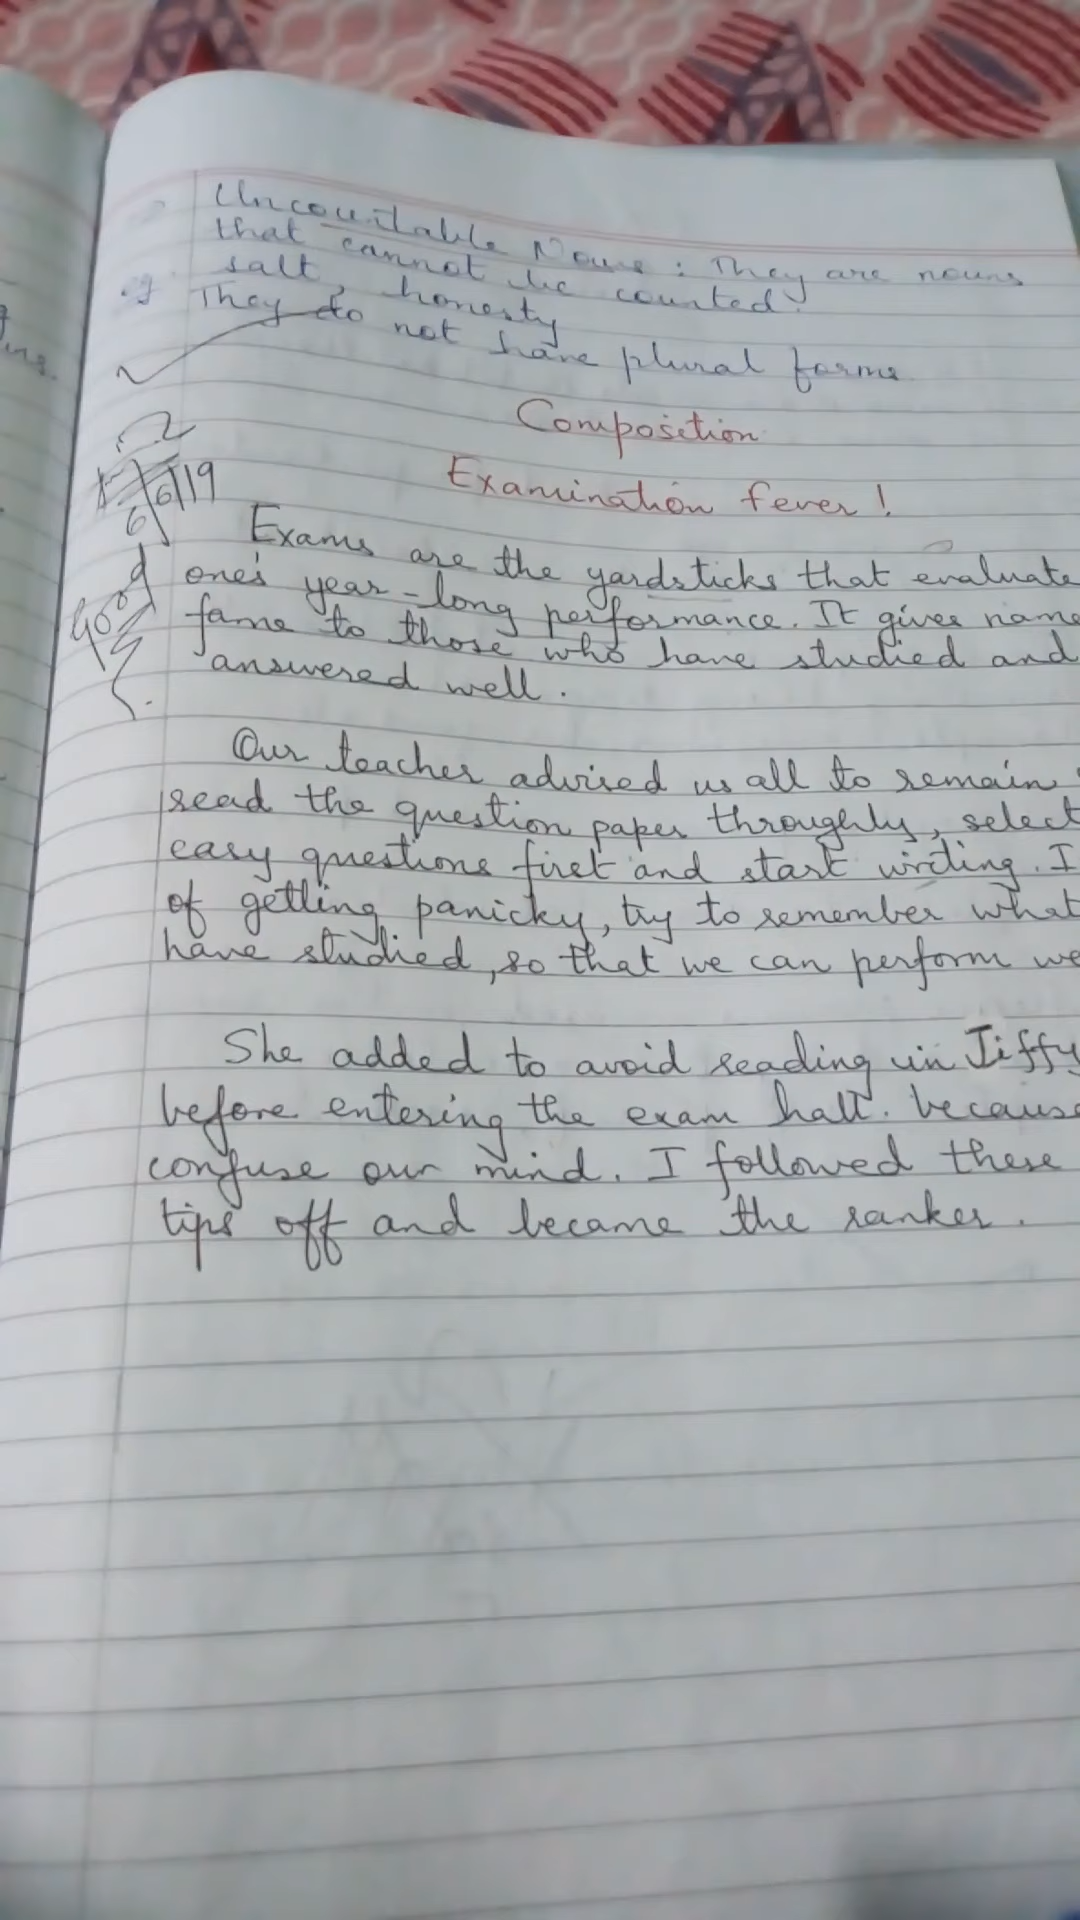 Uncountable Nouns : They are nouns
that cannot be counted.
eg salt, honesty
They do not have plural forms
Composition
6/19
Examination fever!
Exams are the yardsticks that evaluate
one's year-long performance. It gives name
fame to those who have studied and
answered well.
Good
Our teacher advised us all to remain
read the question paper throughly, select
easy questions first and start writing. I
of getting panicky, try to remember what
have studied, so that we can perform we
She added to avoid reading in Jiffy
before entering the exam hall. because
confuse our mind. I followed these
tips off and became the ranker.